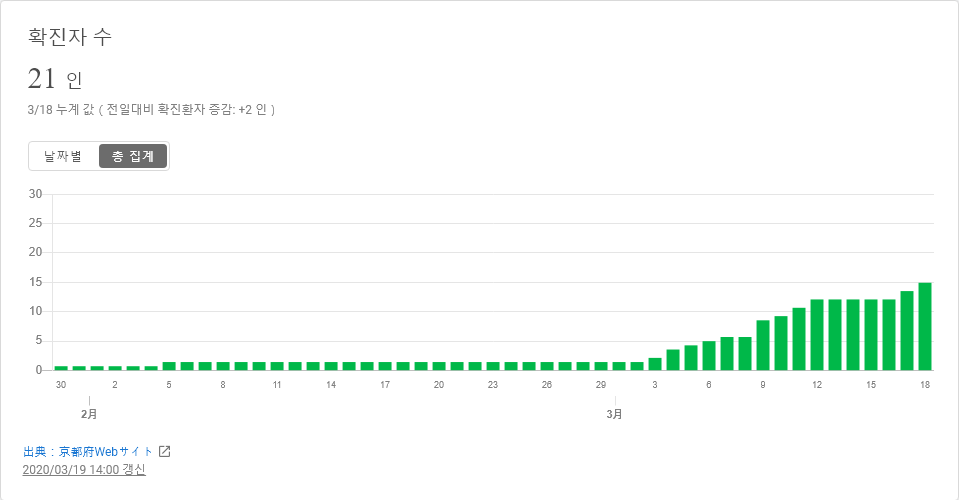 확진자 수
21 인
3/18 누계 값 ( 전일대비 확진환자 증감: +2 인 )
날짜별 총 집계
30
25
20
15
10
5
0
30 2 5 8 11 14 17 20 23 26 29 3 6 9 12 15 18
2月 3月
出典：京都府Webサイト
2020/03/19 14:00 갱신